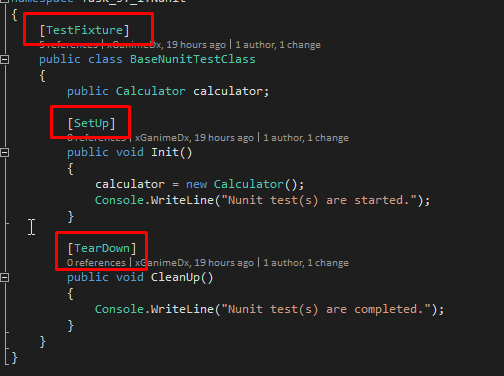 {
[TestFixture]
5 references | xGanimeDx, 19 hours ago | 1 author, 1 change
public class BaseNunitTestClass
{
public Calculator calculator;
[SetUp]
0 references | xGanimeDx, 19 hours ago | 1 author, 1 change
public void Init()
{
calculator = new Calculator();
Console.WriteLine("Nunit test(s) are started.");
}
[TearDown]
0 references | xGanimeDx, 19 hours ago | 1 author, 1 change
public void CleanUp()
{
Console.WriteLine("Nunit test(s) are completed.");
}
}
}